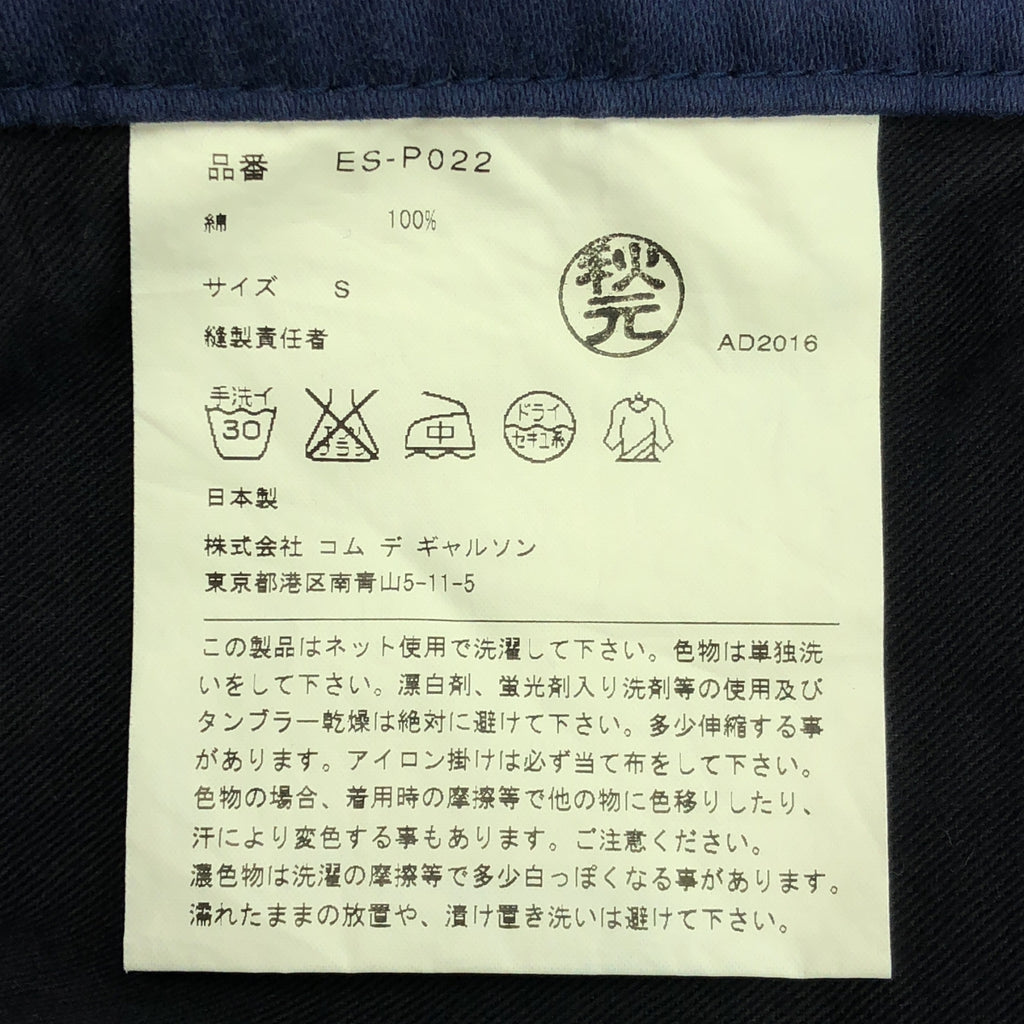 品番 ES-P022
綿 100%
サイズ S
秋元
縫製責任者
AD2016
手洗イ
30
エンソ
サラシ
中
ドライ
セキユ系
日本製
株式会社 コム デ ギャルソン
東京都港区南青山5-11-5
この製品はネット使用で洗濯して下さい。色物は単独洗
いをして下さい。漂白剤、蛍光剤入り洗剤等の使用及び
タンブラー乾燥は絶対に避けて下さい。多少伸縮する事
があります。アイロン掛けは必ず当て布をして下さい。
色物の場合、着用時の摩擦等で他の物に色移りしたり、
汗により変色する事もあります。ご注意ください。
濃色物は洗濯の摩擦等で多少白っぽくなる事があります。
濡れたままの放置や、漬け置き洗いは避けて下さい。